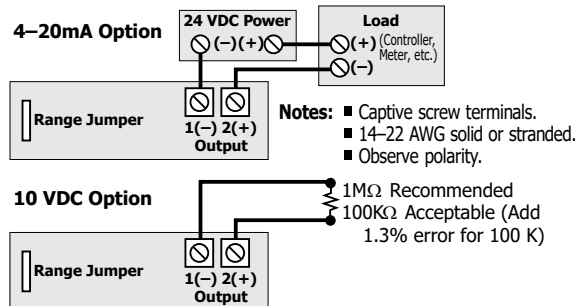 4–20mA Option
24 VDC Power
(–)(+)
Load
(+) (Controller,
Meter, etc.)
(–)
Range Jumper
1(–) 2(+)
Output
Notes: ■ Captive screw terminals.
■ 14–22 AWG solid or stranded.
■ Observe polarity.
10 VDC Option
1MΩ Recommended
100KΩ Acceptable (Add
1.3% error for 100 K)
Range Jumper
1(–) 2(+)
Output